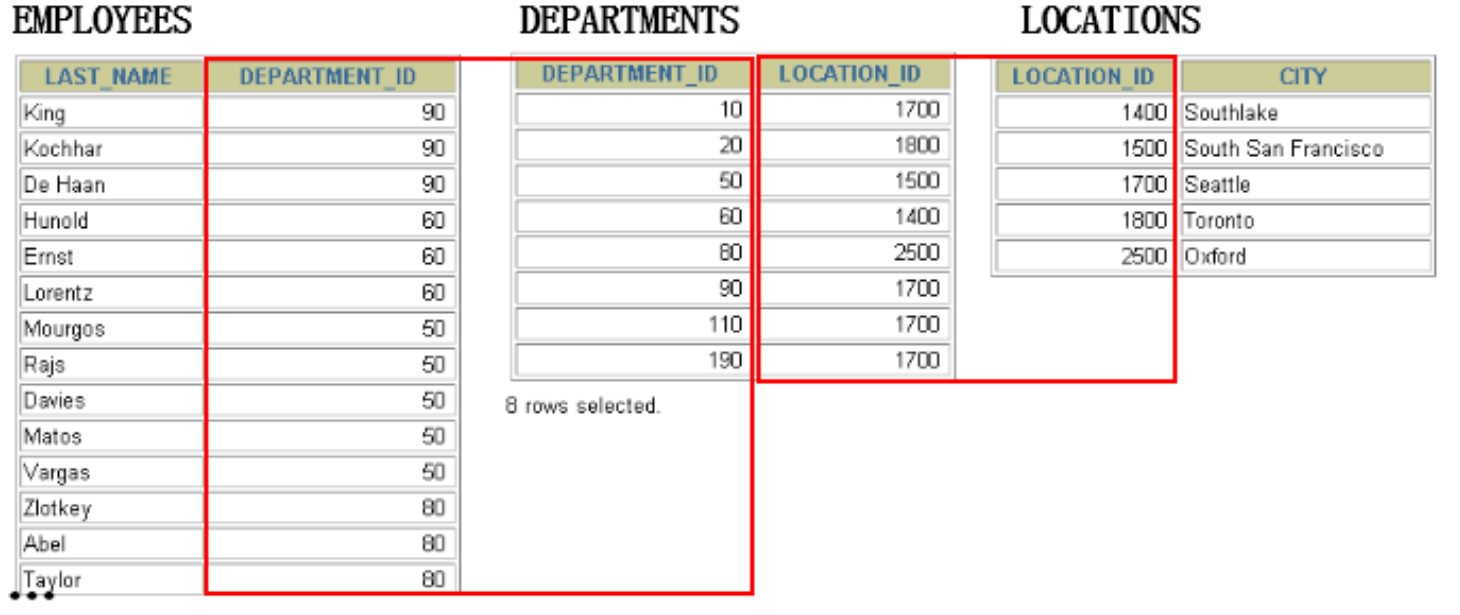 EMPLOYEES DEPARTMENTS LOCATIONS
LAST_NAME DEPARTMENT_ID DEPARTMENT_ID LOCATION_ID LOCATION_ID CITY
King 90 10 1700 1400 Southlake
Kochhar 90 20 1800 1500 South San Francisco
De Haan 90 50 1500 1700 Seattle
Hunold 60 60 1400 1800 Toronto
Ernst 60 80 2500 2500 Oxford
Lorentz 60 90 1700
Mourgos 50 110 1700
Rajs 50 190 1700
Davies 50 8 rows selected.
Matos 50
Vargas 50
Zlotkey 80
Abel 80
Taylor 80
...